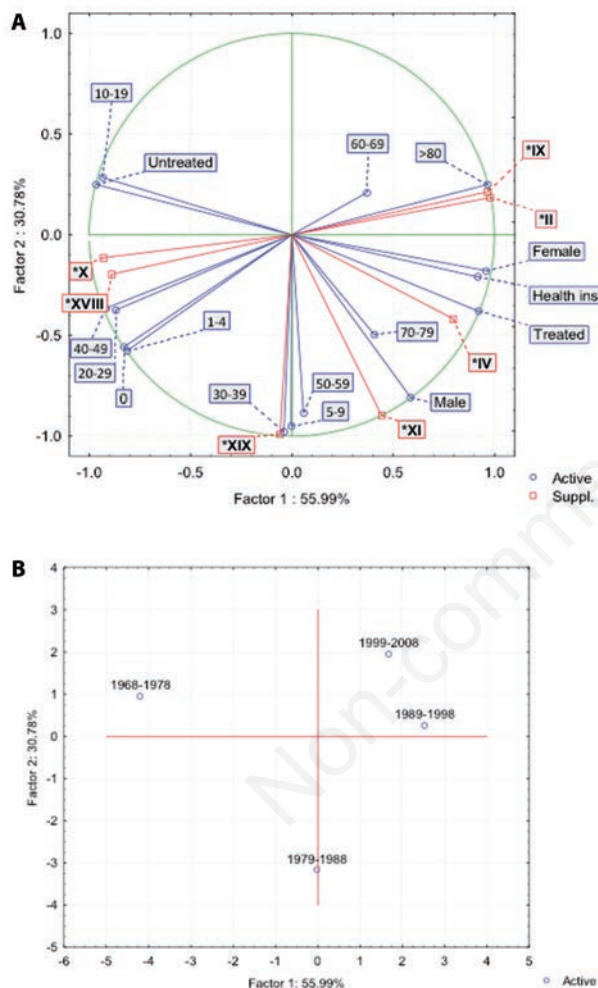 A
1.0
10-19
60-69
>80
*IX
0.5
Untreated
*II
Factor 2 : 30.78%
0.0
Female
*X
Health ins
*XVIII
Treated
-0.5
40-49
1-4
70-79
*IV
20-29
0
50-59
30-39
5-9
Male
-1.0
*XIX
*XI
-1.0 -0.5 0.0 0.5 1.0
Factor 1 : 55.99%
Active
Suppl.
B
4
3
2
1
0
-1
-2
-3
-4
-5
Factor 2: 30.78%
1999-2008
1968-1978
1989-1998
1979-1988
-6 -5 -4 -3 -2 -1 0 1 2 3 4 5
Factor 1: 55.99%
Active
Non-comme